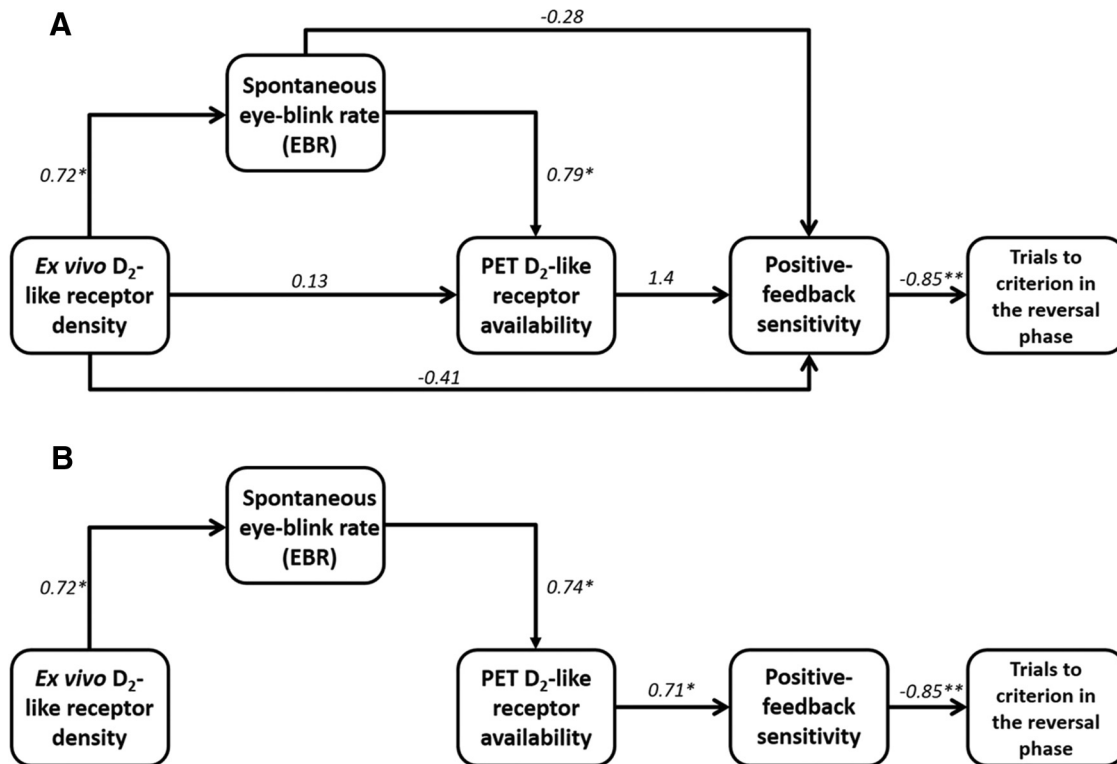 A
-0.28
Spontaneous
eye-blink rate
(EBR)
0.72*
0.79*
Ex vivo D₂-
like receptor
density
0.13
PET D₂-like
receptor
availability
1.4
Positive-
feedback
sensitivity
-0.85**
Trials to
criterion in
the reversal
phase
-0.41
B
Spontaneous
eye-blink rate
(EBR)
0.72*
0.74*
Ex vivo D₂-
like receptor
density
PET D₂-like
receptor
availability
0.71*
Positive-
feedback
sensitivity
-0.85**
Trials to
criterion in
the reversal
phase